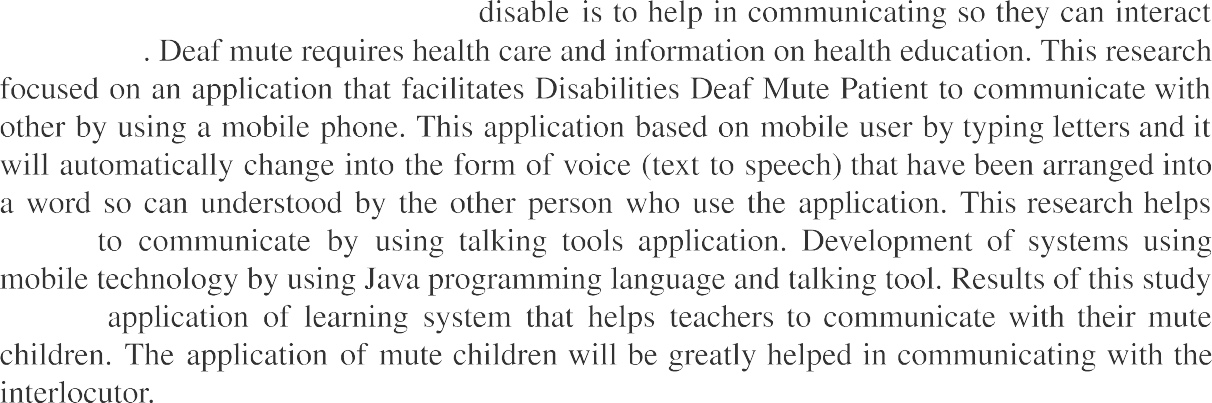 disable is to help in communicating so they can interact
. Deaf mute requires health care and information on health education. This research
focused on an application that facilitates Disabilities Deaf Mute Patient to communicate with
other by using a mobile phone. This application based on mobile user by typing letters and it
will automatically change into the form of voice (text to speech) that have been arranged into
a word so can understood by the other person who use the application. This research helps
to communicate by using talking tools application. Development of systems using
mobile technology by using Java programming language and talking tool. Results of this study
application of learning system that helps teachers to communicate with their mute
children. The application of mute children will be greatly helped in communicating with the
interlocutor.